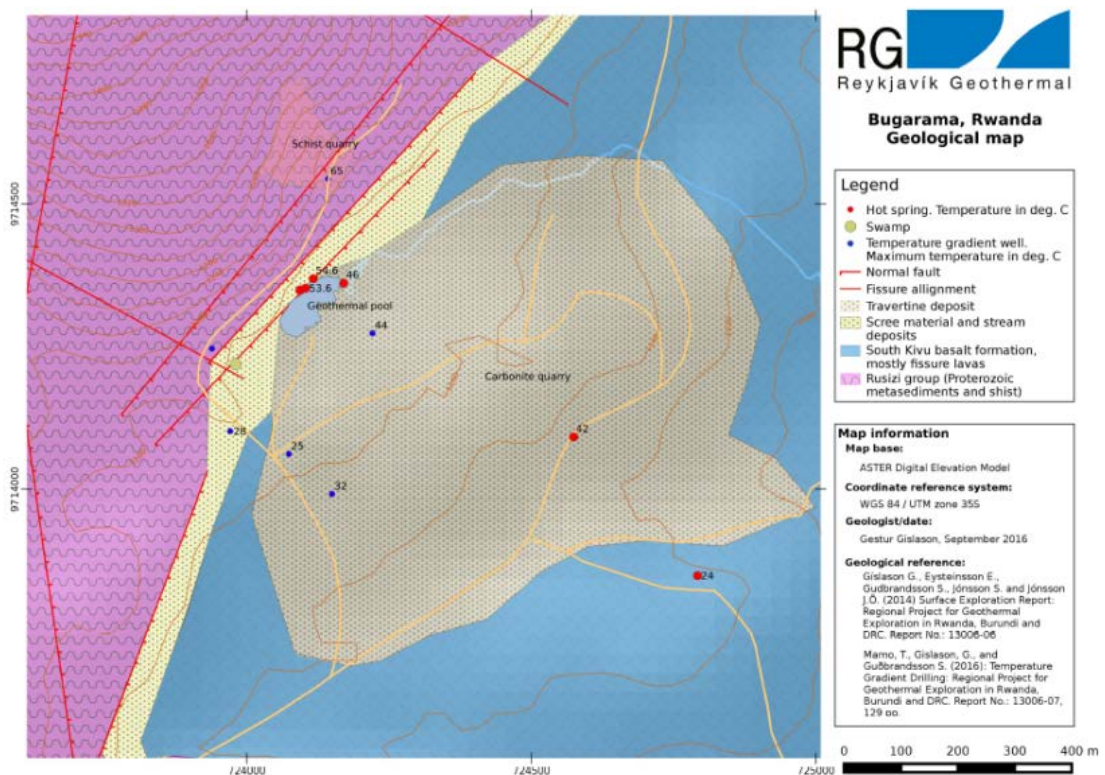 RG
Reykjavík Geothermal
Bugarama, Rwanda
Geological map
Legend
Hot spring. Temperature in deg. C
Swamp
Temperature gradient well.
Maximum temperature in deg. C
Normal fault
Fissure allignment
Travertine deposit
Scree material and stream
deposits
South Kivu basalt formation,
mostly fissure lavas
Rusizi group (Proterozoic
metasediments and shist)
Map information
Map base:
ASTER Digital Elevation Model
Coordinate reference system:
WGS 84 / UTM zone 35S
Geologist/date:
Gestur Gislason, September 2016
Geological reference:
Gíslason G., Eysteinsson E.,
Gudbrandsson S., Jónsson S. and Jónsson
J.Ö. (2014) Surface Exploration Report:
Regional Project for Geothermal
Exploration in Rwanda, Burundi and
DRC. Report No.: 13006-06
Mamo, T., Gislason, G., and
Guðbrandsson S. (2016): Temperature
Gradient Drilling: Regional Project for
Geothermal Exploration in Rwanda,
Burundi and DRC. Report No.: 13006-07,
129 pp.
0 100 200 300 400 m
Schist quarry
65
9714500
54.6
46
53.6
Geothermal pool
44
Carbonite quarry
28
42
25
32
9714000
24
724000 724500 725000